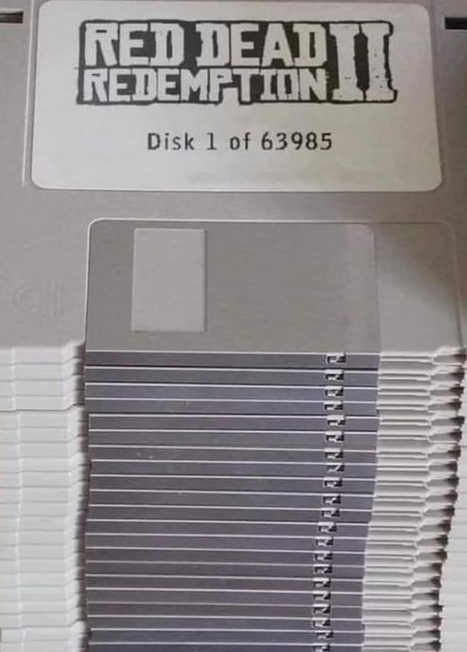 RED DEAD
REDEMPTION II
Disk 1 of 63985